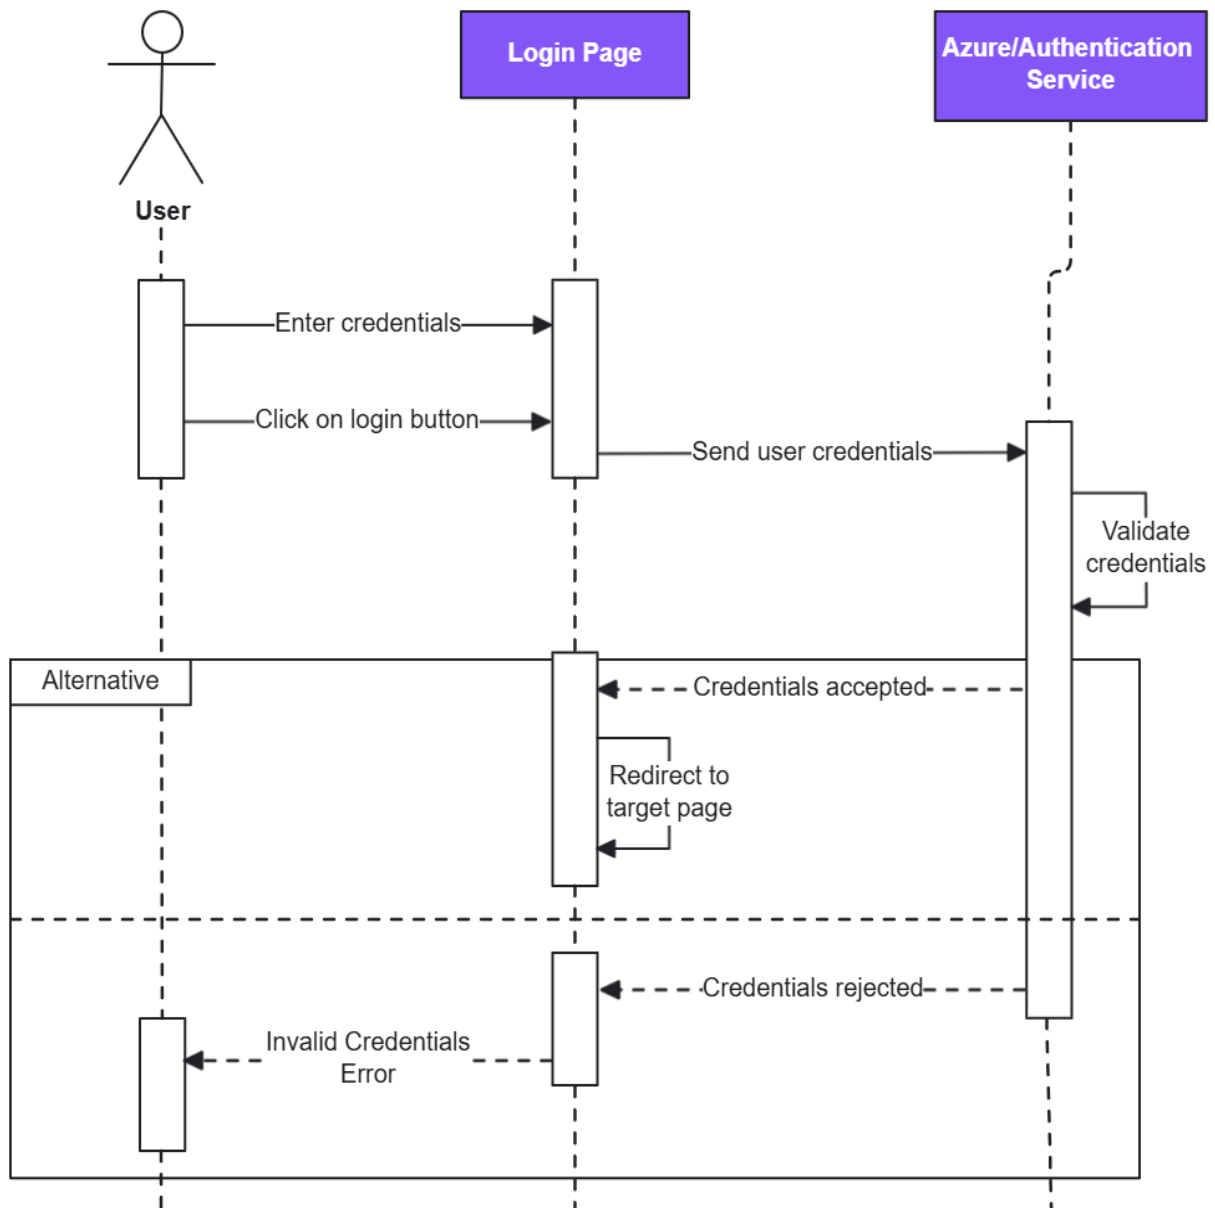 Login Page
Azure/Authentication
Service
User
Enter credentials
Click on login button
Send user credentials
Validate
credentials
Alternative
Credentials accepted
Redirect to
target page
Credentials rejected
Invalid Credentials
Error